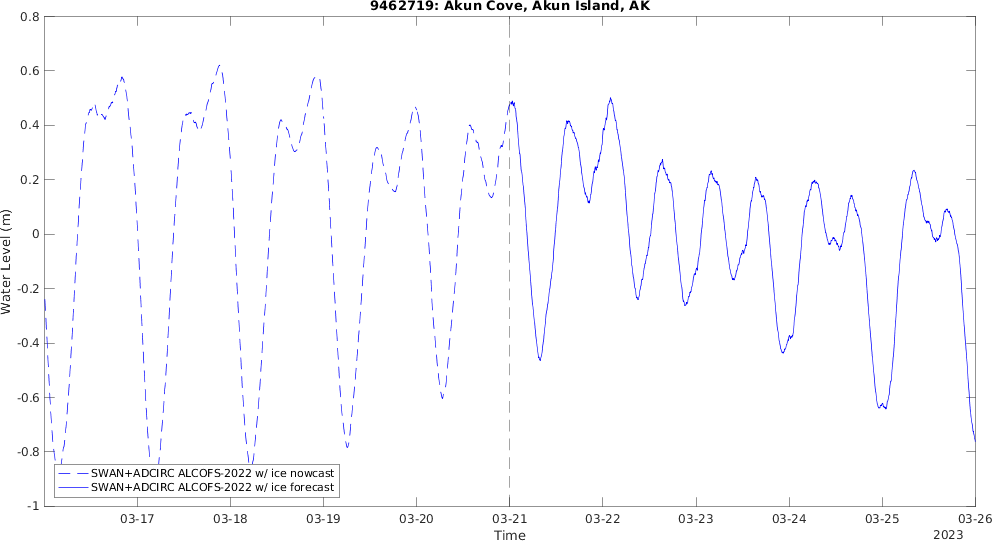 9462719: Akun Cove, Akun Island, AK
0.8
0.6
0.4
0.2
0
-0.2
-0.4
-0.6
-0.8
-1
Water Level (m)
SWAN+ADCIRC ALCOFS-2022 w/ ice nowcast
SWAN+ADCIRC ALCOFS-2022 w/ ice forecast
03-17 03-18 03-19 03-20 03-21 03-22 03-23 03-24 03-25 03-26
Time
2023